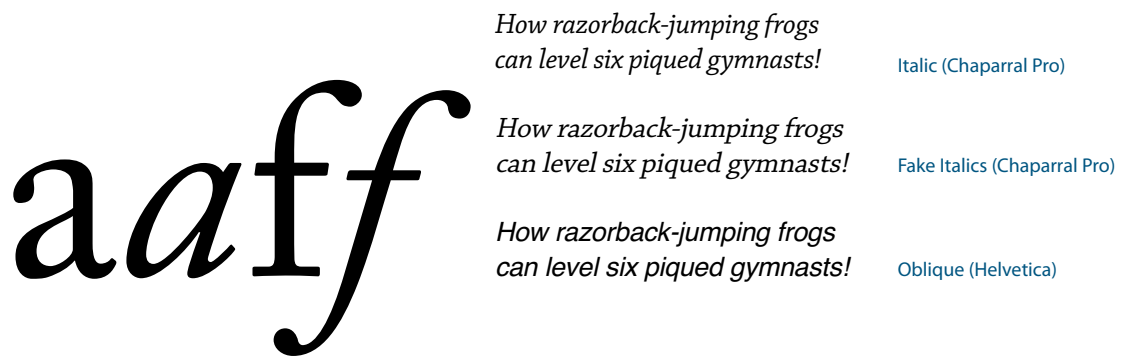 aaff
How razorback-jumping frogs
can level six piqued gymnasts!
Italic (Chaparral Pro)
How razorback-jumping frogs
can level six piqued gymnasts!
Fake Italics (Chaparral Pro)
How razorback-jumping frogs
can level six piqued gymnasts!
Oblique (Helvetica)